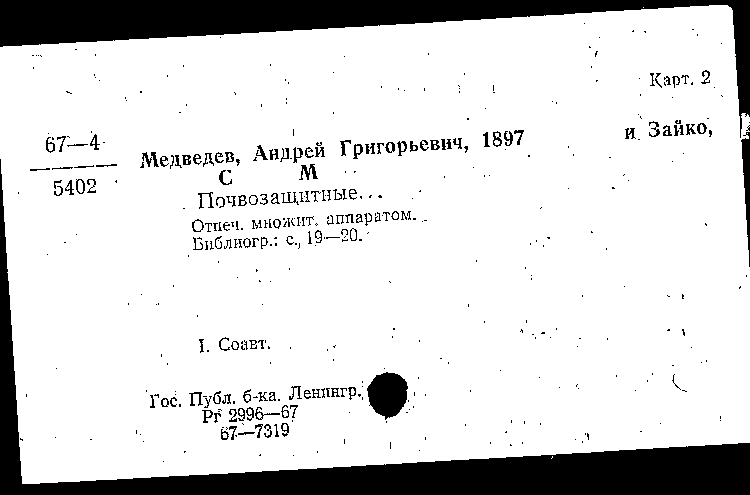 Карт. 2
67—4
5402
Медведев, Андрей Григорьевич, 1897 и Зайко,
С М
Почвозащитные...
Отпеч. множит. аппаратом.
Библиогр.: с. 19—20.
I. Соавт.
Гос. Публ. б-ка. Ленингр.
Рг 2996—67
67—7319